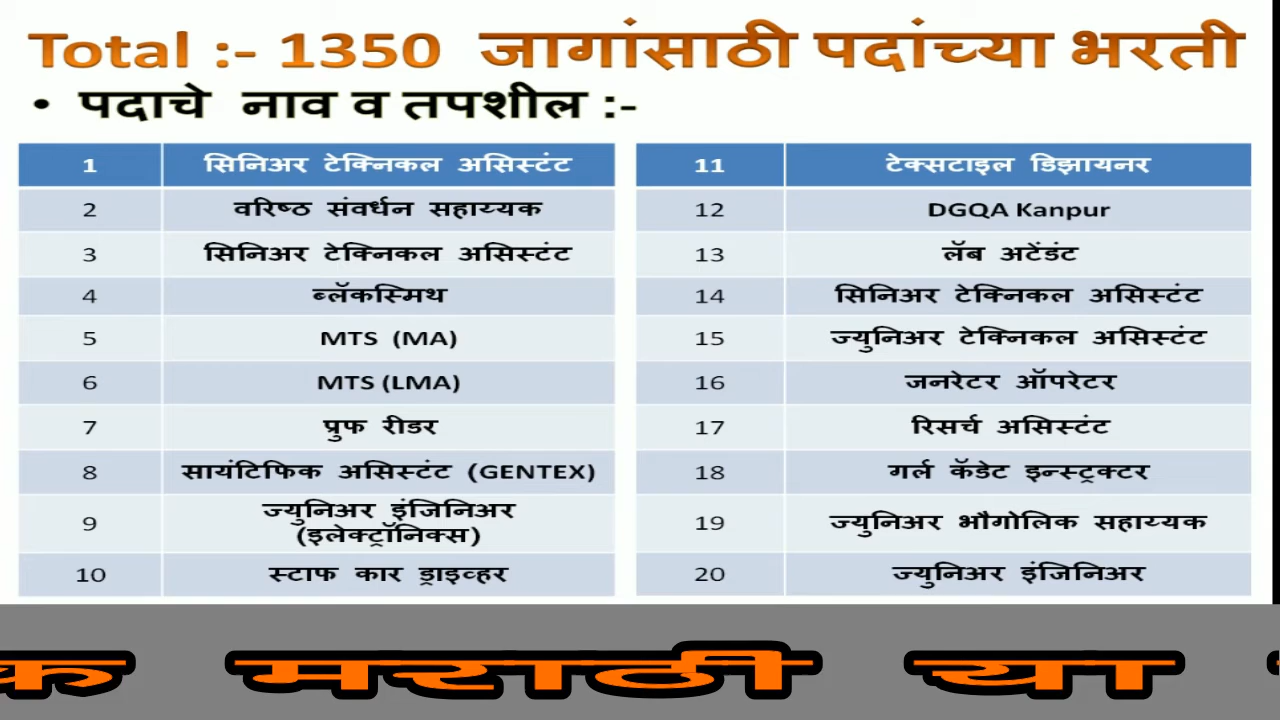 Total :- 1350 जागांसाठी पदांच्या भरती
• पदाचे नाव व तपशील :-
1 सिनिअर टेक्निकल असिस्टंट
2 वरिष्ठ संवर्धन सहाय्यक
3 सिनिअर टेक्निकल असिस्टंट
4 ब्लॅकस्मिथ
5 MTS (MA)
6 MTS (LMA)
7 प्रुफ रीडर
8 सायंटिफिक असिस्टंट (GENTEX)
9 ज्युनिअर इंजिनिअर
(इलेक्ट्रॉनिक्स)
10 स्टाफ कार ड्राइव्हर
11 टेक्सटाइल डिझायनर
12 DGQA Kanpur
13 लॅब अटेंडंट
14 सिनिअर टेक्निकल असिस्टंट
15 ज्युनिअर टेक्निकल असिस्टंट
16 जनरेटर ऑपरेटर
17 रिसर्च असिस्टंट
18 गर्ल कॅडेट इन्स्ट्रक्टर
19 ज्युनिअर भौगोलिक सहाय्यक
20 ज्युनिअर इंजिनिअर
क मराठी या